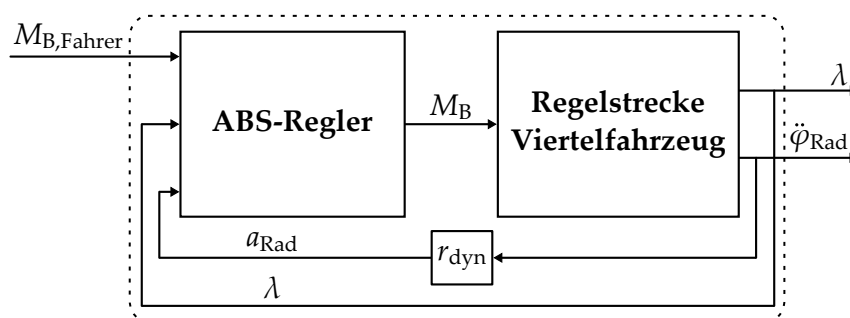 M_B,Fahrer
ABS-Regler
M_B
Regelstrecke
Viertelfahrzeug
λ
φ̈_Rad
a_Rad
r_dyn
λ